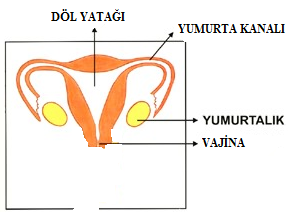 DÖL YATAĞI
YUMURTA KANALI
YUMURTALIK
VAJİNA